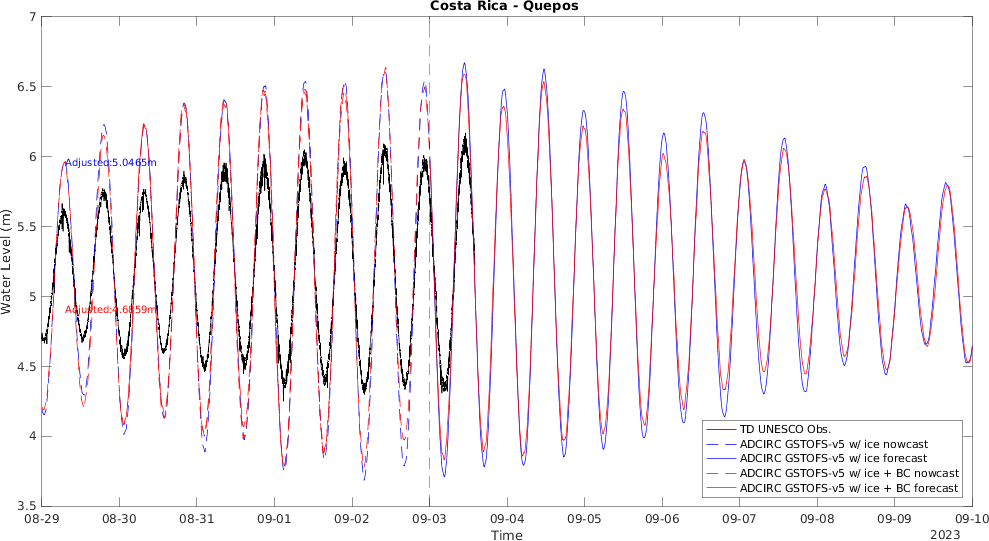 Costa Rica - Quepos
7
6.5
6
5.5
5
4.5
4
3.5
Water Level (m)
Adjusted:5.0465m
Adjusted:4.6859m
TD UNESCO Obs.
ADCIRC GSTOFS-v5 w/ ice nowcast
ADCIRC GSTOFS-v5 w/ ice forecast
ADCIRC GSTOFS-v5 w/ ice + BC nowcast
ADCIRC GSTOFS-v5 w/ ice + BC forecast
08-29 08-30 08-31 09-01 09-02 09-03 09-04 09-05 09-06 09-07 09-08 09-09 09-10
Time
2023